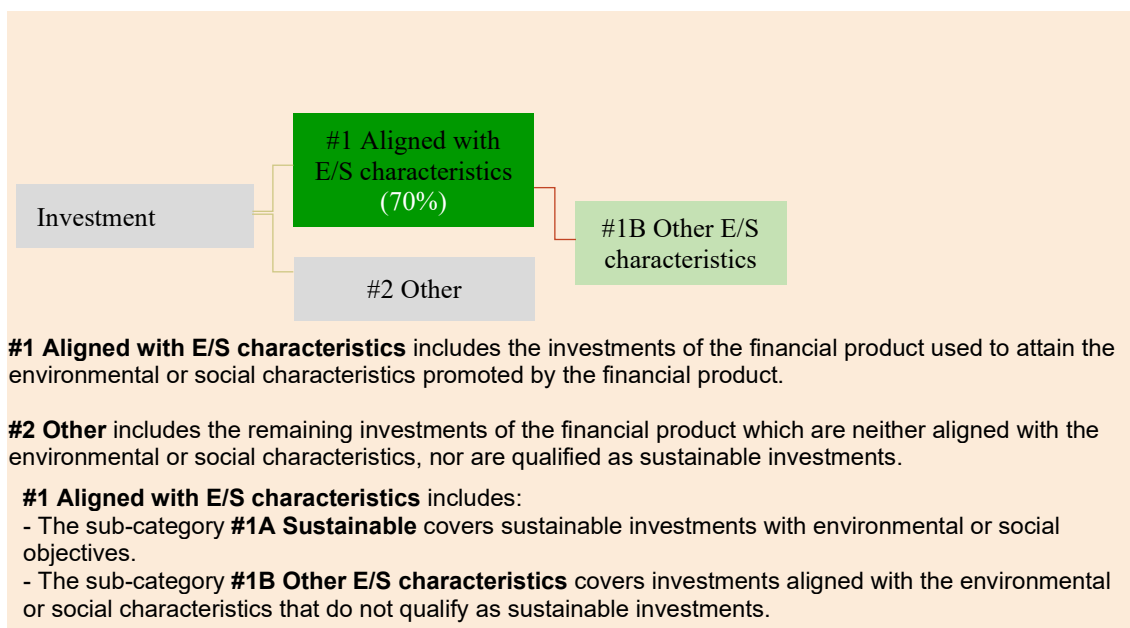 #1 Aligned with
E/S characteristics
(70%)
Investment
#1B Other E/S
characteristics
#2 Other
#1 Aligned with E/S characteristics includes the investments of the financial product used to attain the
environmental or social characteristics promoted by the financial product.
#2 Other includes the remaining investments of the financial product which are neither aligned with the
environmental or social characteristics, nor are qualified as sustainable investments.
#1 Aligned with E/S characteristics includes:
- The sub-category #1A Sustainable covers sustainable investments with environmental or social
objectives.
- The sub-category #1B Other E/S characteristics covers investments aligned with the environmental
or social characteristics that do not qualify as sustainable investments.